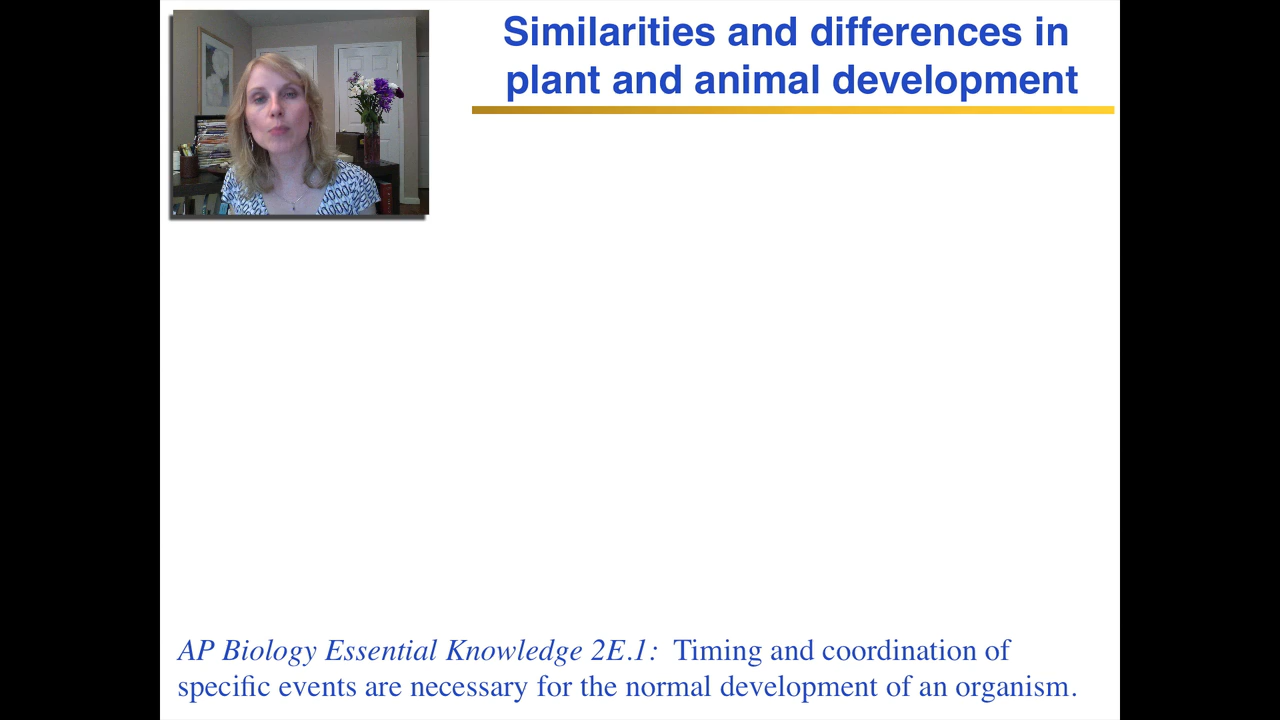 Similarities and differences in
plant and animal development
AP Biology Essential Knowledge 2E.1: Timing and coordination of
specific events are necessary for the normal development of an organism.